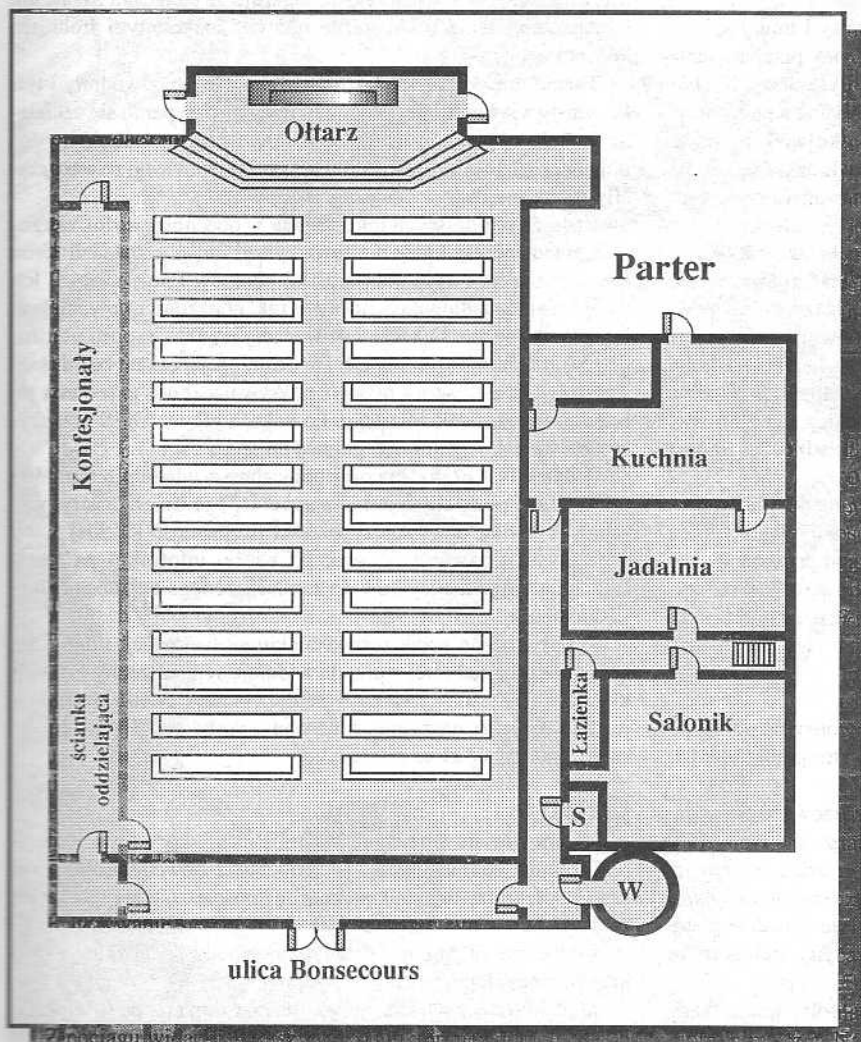 Ołtarz
Parter
Konfesjonały
Kuchnia
Jadalnia
ścianka
oddzielająca
Łazienka
Salonik
S
W
ulica Bonsecours